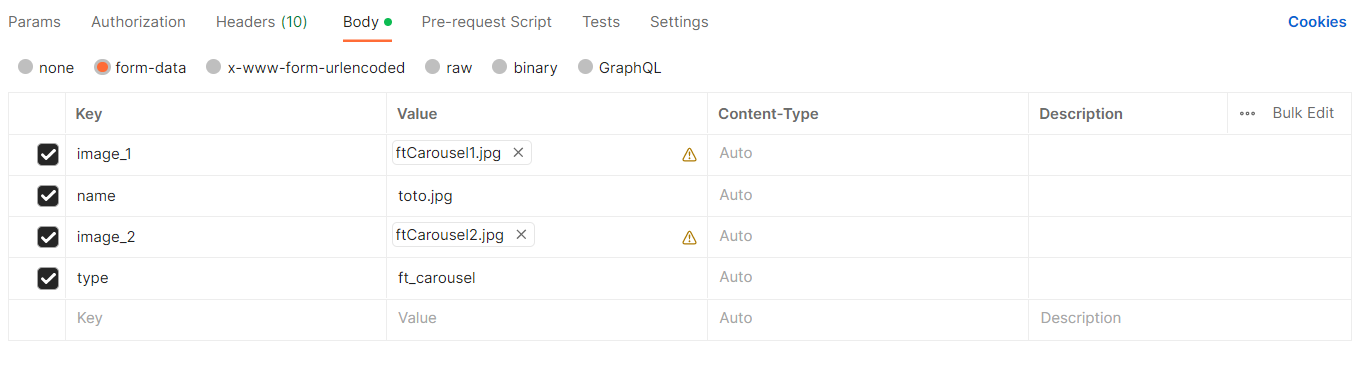 Params Authorization Headers (10) Body Pre-request Script Tests Settings Cookies
none form-data x-www-form-urlencoded raw binary GraphQL
Key Value Content-Type Description Bulk Edit
image_1 ftCarousel1.jpg Auto
name toto.jpg Auto
image_2 ftCarousel2.jpg Auto
type ft_carousel Auto
Key Value Auto Description